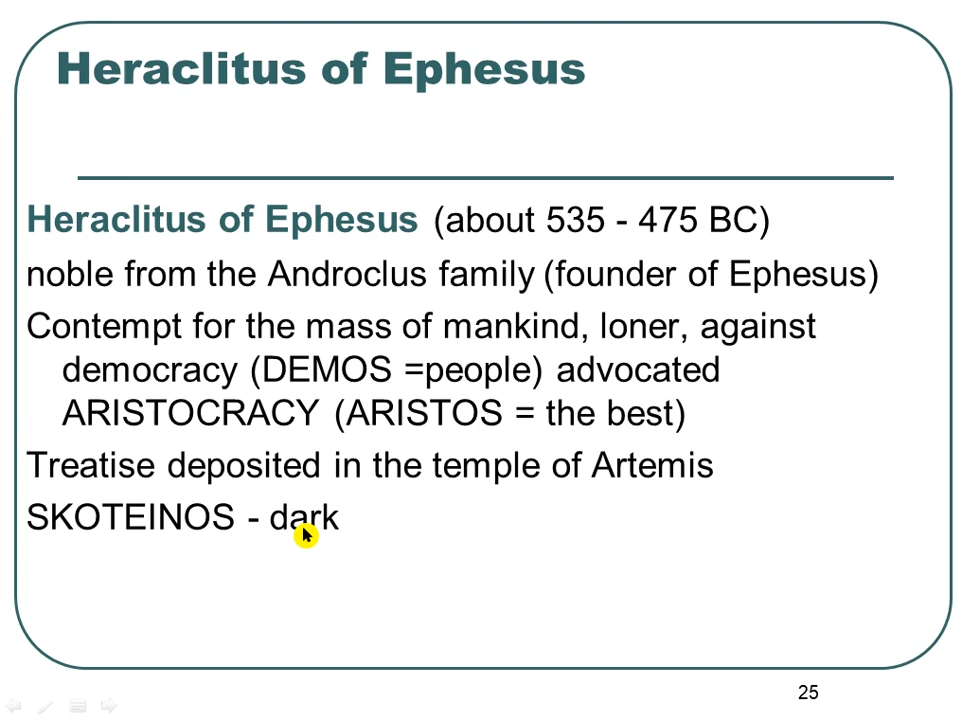 Heraclitus of Ephesus
Heraclitus of Ephesus (about 535 - 475 BC)
noble from the Androclus family (founder of Ephesus)
Contempt for the mass of mankind, loner, against
democracy (DEMOS =people) advocated
ARISTOCRACY (ARISTOS = the best)
Treatise deposited in the temple of Artemis
SKOTEINOS - dark
25